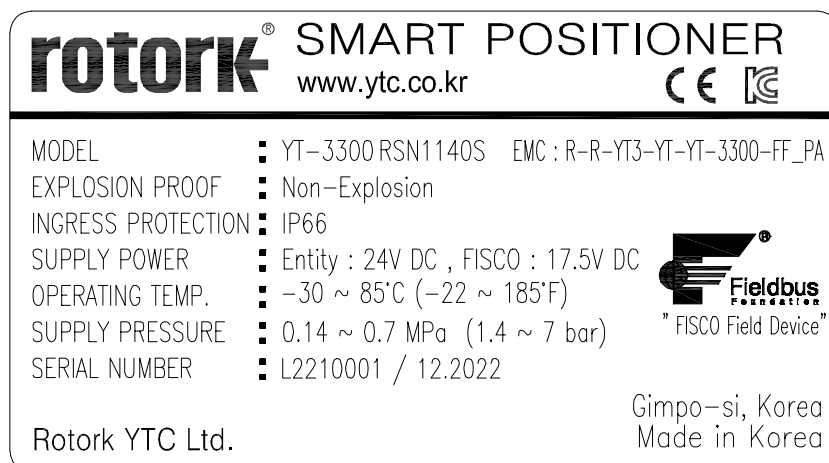 rotork® SMART POSITIONER
www.ytc.co.kr
CE
MODEL : YT-3300 RSN1140S EMC : R-R-YT3-YT-YT-3300-FF_PA
EXPLOSION PROOF : Non-Explosion
INGRESS PROTECTION : IP66
SUPPLY POWER : Entity : 24V DC , FISCO : 17.5V DC
OPERATING TEMP. : -30 ~ 85°C (-22 ~ 185°F)
SUPPLY PRESSURE : 0.14 ~ 0.7 MPa (1.4 ~ 7 bar)
SERIAL NUMBER : L2210001 / 12.2022
®
Fieldbus
Foundation
" FISCO Field Device"
Gimpo-si, Korea
Rotork YTC Ltd. Made in Korea